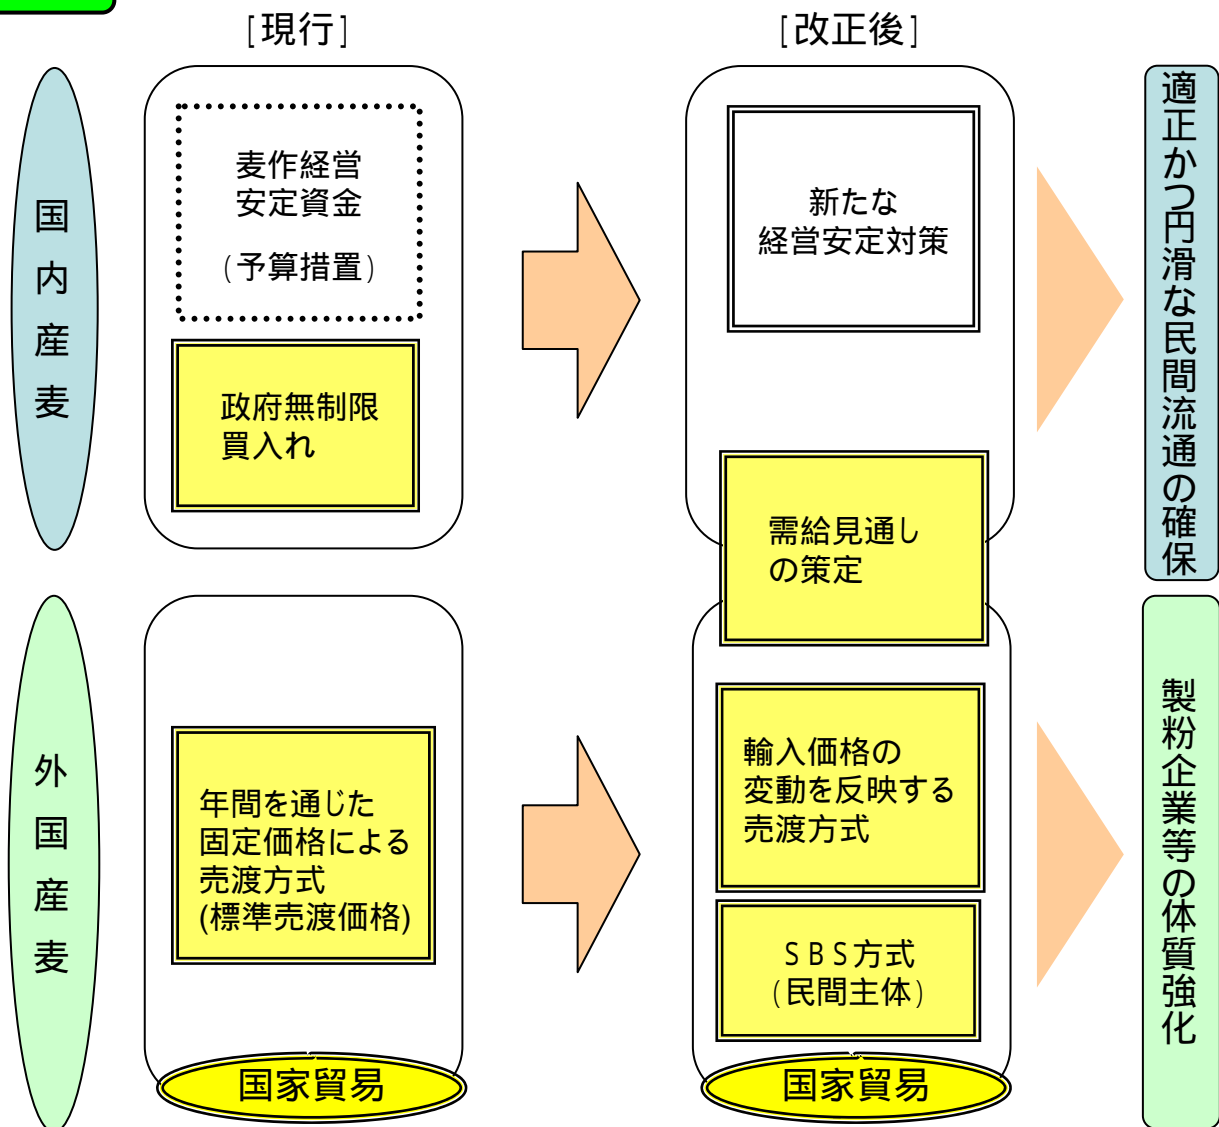 [現行]
[改正後]
国内産麦
麦作経営
安定資金
(予算措置)
政府無制限
買入れ
新たな
経営安定対策
需給見通し
の策定
適正かつ円滑な民間流通の確保
外国産麦
年間を通じた
固定価格による
売渡方式
(標準売渡価格)
国家貿易
輸入価格の
変動を反映する
売渡方式
SBS方式
(民間主体)
国家貿易
製粉企業等の体質強化